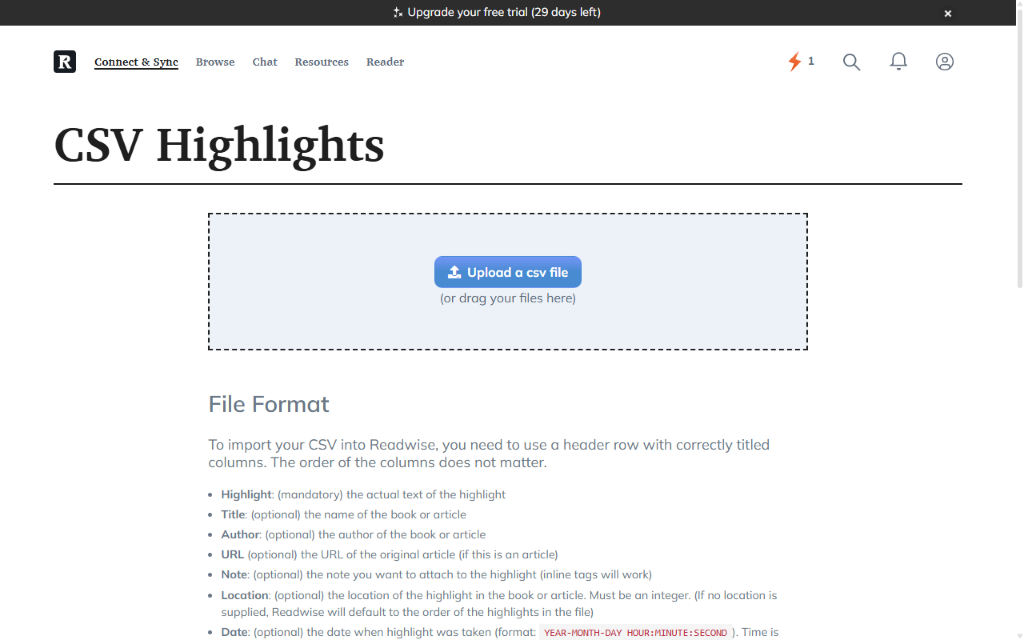 Upgrade your free trial (29 days left)
R Connect & Sync Browse Chat Resources Reader 1
CSV Highlights
Upload a csv file
(or drag your files here)
File Format
To import your CSV into Readwise, you need to use a header row with correctly titled
columns. The order of the columns does not matter.
• Highlight: (mandatory) the actual text of the highlight
• Title: (optional) the name of the book or article
• Author: (optional) the author of the book or article
• URL (optional) the URL of the original article (if this is an article)
• Note: (optional) the note you want to attach to the highlight (inline tags will work)
• Location: (optional) the location of the highlight in the book or article. Must be an integer. (If no location is
supplied, Readwise will default to the order of the highlights in the file)
• Date: (optional) the date when highlight was taken (format: YEAR-MONTH-DAY HOUR:MINUTE:SECOND ). Time is